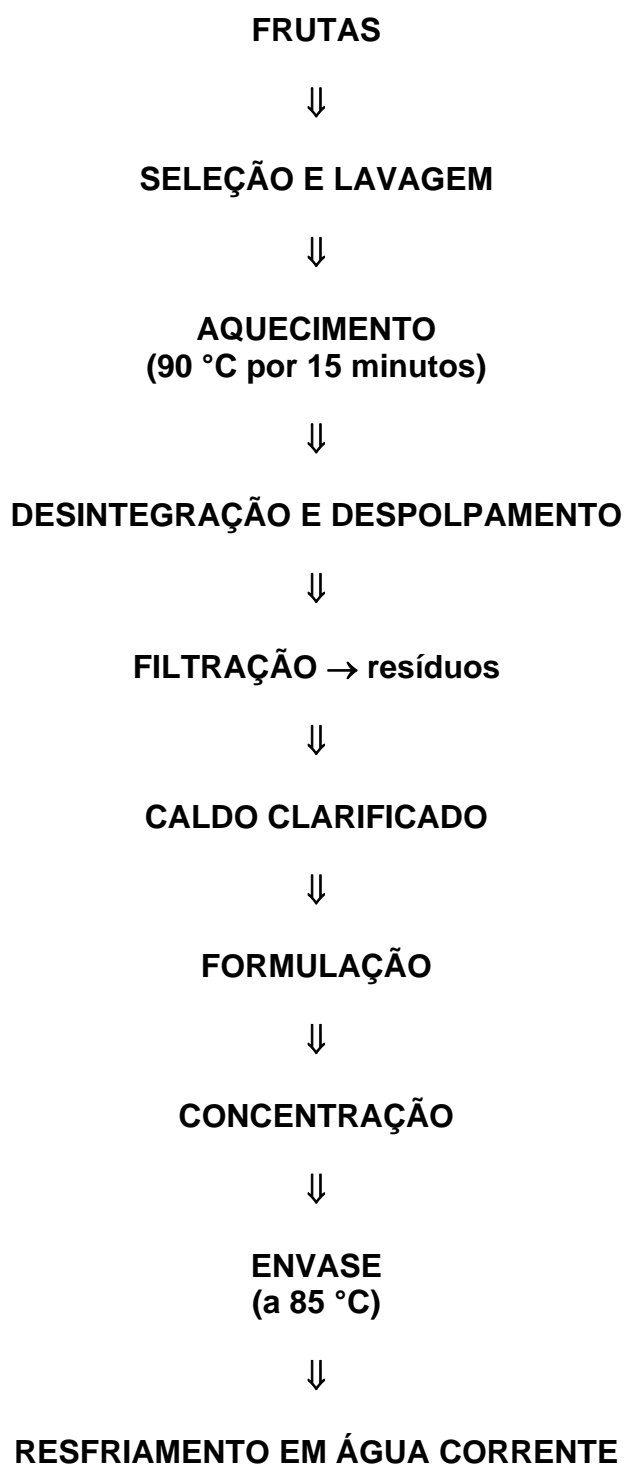 FRUTAS
⇓
SELEÇÃO E LAVAGEM
⇓
AQUECIMENTO
(90 °C por 15 minutos)
⇓
DESINTEGRAÇÃO E DESPOLPAMENTO
⇓
FILTRAÇÃO → resíduos
⇓
CALDO CLARIFICADO
⇓
FORMULAÇÃO
⇓
CONCENTRAÇÃO
⇓
ENVASE
(a 85 °C)
⇓
RESFRIAMENTO EM ÁGUA CORRENTE